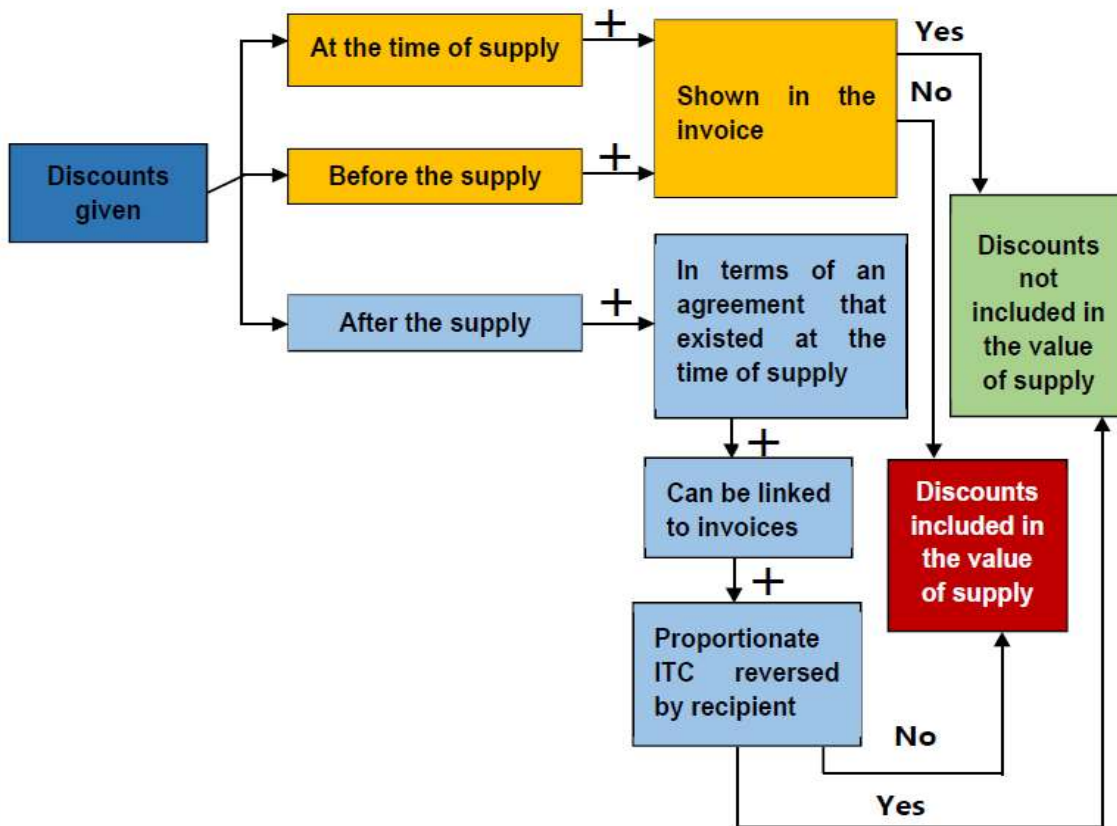 At the time of supply
+
Yes
Shown in the
invoice
No
Discounts
given
Before the supply
+
Discounts
not
included in
the value
of supply
After the supply
+
In terms of an
agreement that
existed at the
time of supply
+
Can be linked
to invoices
Discounts
included in
the value
of supply
+
Proportionate
ITC reversed
by recipient
No
Yes